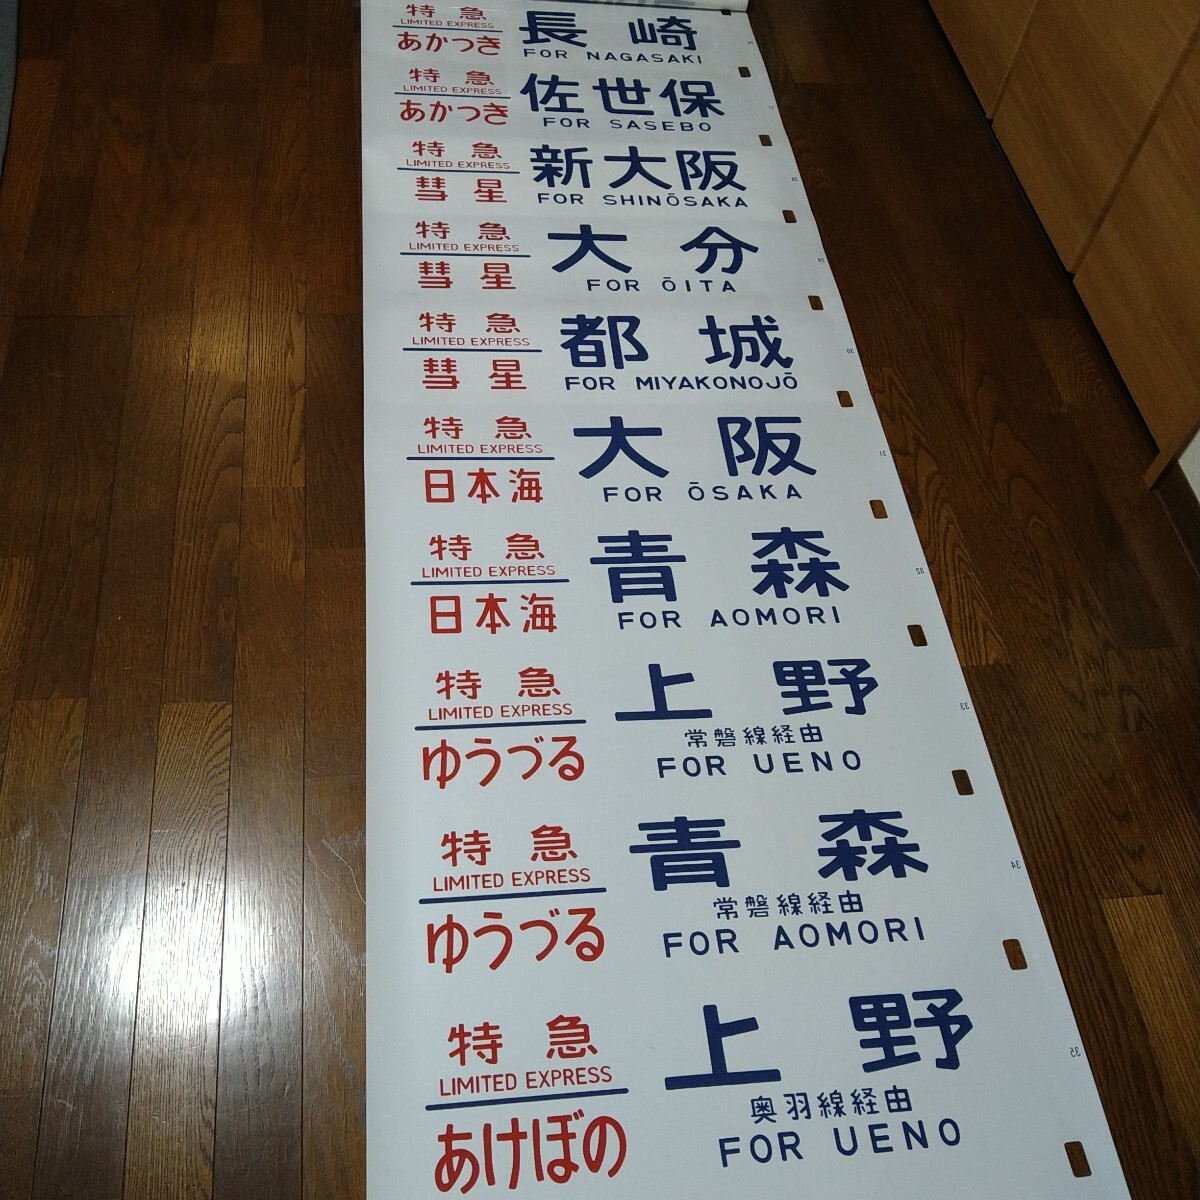 特急
LIMITED EXPRESS
あかつき
長崎
FOR NAGASAKI
特急
LIMITED EXPRESS
あかつき
佐世保
FOR SASEBO
特急
LIMITED EXPRESS
彗星
新大阪
FOR SHINŌSAKA
特急
LIMITED EXPRESS
彗星
大分
FOR ŌITA
特急
LIMITED EXPRESS
彗星
都城
FOR MIYAKONOJŌ
30
特急
LIMITED EXPRESS
日本海
大阪
FOR ŌSAKA
31
特急
LIMITED EXPRESS
日本海
青森
FOR AOMORI
32
特急
LIMITED EXPRESS
ゆうづる
上野
常磐線経由
FOR UENO
33
特急
LIMITED EXPRESS
ゆうづる
青森
常磐線経由
FOR AOMORI
34
特急
LIMITED EXPRESS
あけぼの
上野
奥羽線経由
FOR UENO
35